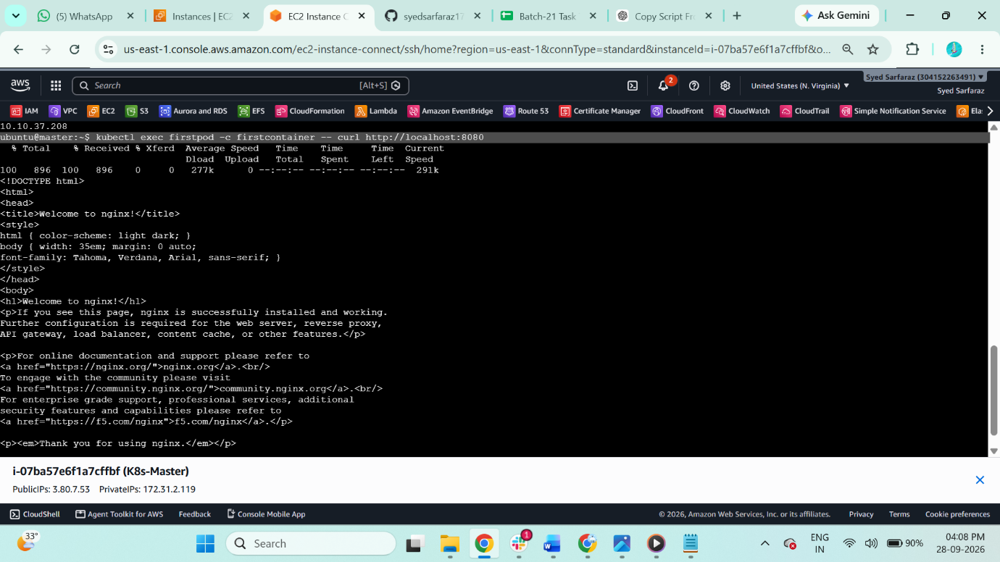 (5) WhatsApp
Instances | EC2
EC2 Instance C
syedsarfaraz17
Batch-21 Task
Copy Script Fro
Ask Gemini
us-east-1.console.aws.amazon.com/ec2-instance-connect/ssh/home?region=us-east-1&connType=standard&instanceId=i-07ba57e6f1a7cffbf&o...
aws
Search
[Alt+S]
2
United States (N. Virginia) ▼
Syed Sarfaraz (304152263491) ▼
Syed Sarfaraz
IAM VPC EC2 S3 Aurora and RDS EFS CloudFormation Lambda Amazon EventBridge Route 53 Certificate Manager CloudFront CloudWatch CloudTrail Simple Notification Service Ela
10.10.37.208
ubuntu@master:~$ kubectl exec firstpod -c firstcontainer -- curl http://localhost:8080
% Total % Received % Xferd Average Speed Time Time Time Current
Dload Upload Total Spent Left Speed
100 896 100 896 0 0 277k 0 --:--:-- --:--:-- --:--:-- 291k
<!DOCTYPE html>
<html>
<head>
<title>Welcome to nginx!</title>
<style>
html { color-scheme: light dark; }
body { width: 35em; margin: 0 auto;
font-family: Tahoma, Verdana, Arial, sans-serif; }
</style>
</head>
<body>
<h1>Welcome to nginx!</h1>
<p>If you see this page, nginx is successfully installed and working.
Further configuration is required for the web server, reverse proxy,
API gateway, load balancer, content cache, or other features.</p>
<p>For online documentation and support please refer to
<a href="https://nginx.org/">nginx.org</a>.<br/>
To engage with the community please visit
<a href="https://community.nginx.org/">community.nginx.org</a>.<br/>
For enterprise grade support, professional services, additional
security features and capabilities please refer to
<a href="https://f5.com/nginx">f5.com/nginx</a>.</p>
<p><em>Thank you for using nginx.</em></p>
i-07ba57e6f1a7cffbf (K8s-Master)
PublicIPs: 3.80.7.53 PrivateIPs: 172.31.2.119
CloudShell Agent Toolkit for AWS Feedback Console Mobile App © 2026, Amazon Web Services, Inc. or its affiliates. Privacy Terms Cookie preferences
33°
Search
1
ENG
IN
90%
04:08 PM
28-09-2026